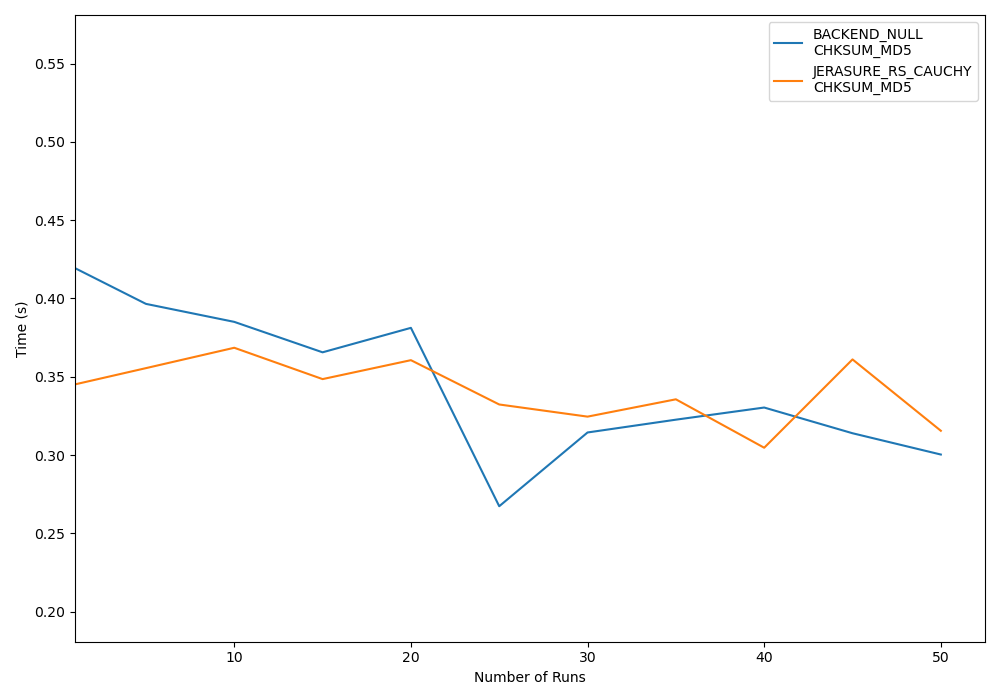 BACKEND_NULL
CHKSUM_MD5
JERASURE_RS_CAUCHY
CHKSUM_MD5
0.55
0.50
0.45
0.40
0.35
0.30
0.25
0.20
Time (s)
10
20
30
40
50
Number of Runs